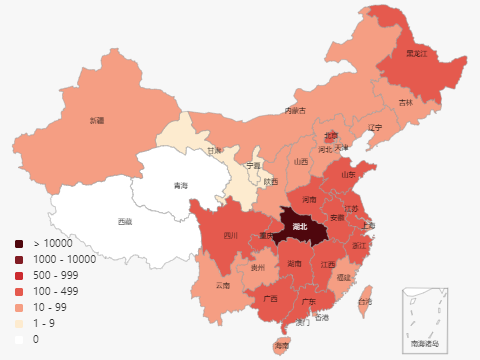 黑龙江
吉林
辽宁
内蒙古
新疆
北京
天津
河北
甘肃
山西
宁夏
陕西
山东
青海
河南
江苏
西藏
安徽
上海
湖北
四川
重庆
浙江
湖南
江西
贵州
福建
云南
广西
广东
台湾
香港
澳门
海南
南海诸岛
> 10000
1000 - 10000
500 - 999
100 - 499
10 - 99
1 - 9
0